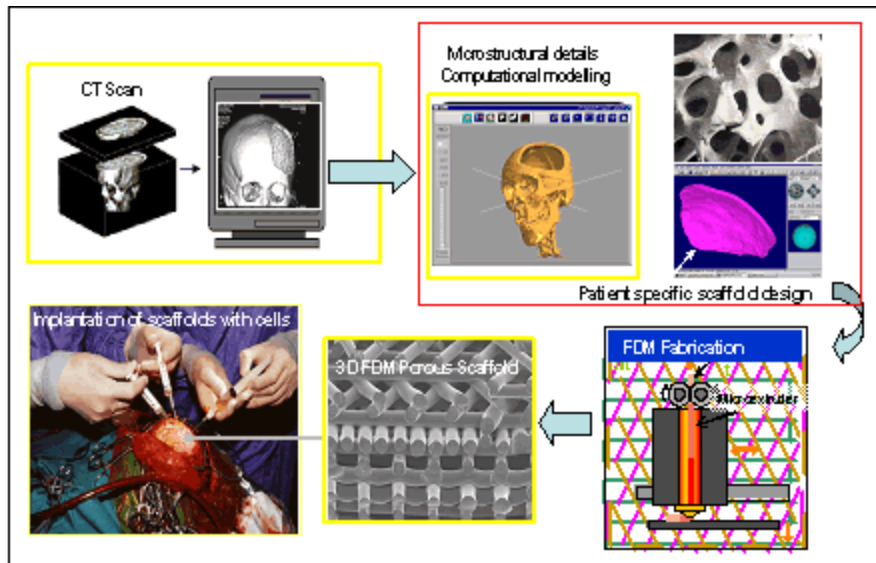 CT Scan
Microstructural details
Computational modelling
Patient specific scaffold design
FDM Fabrication
Microextruder
3D FDM Porous Scaffold
Implantation of scaffolds with cells